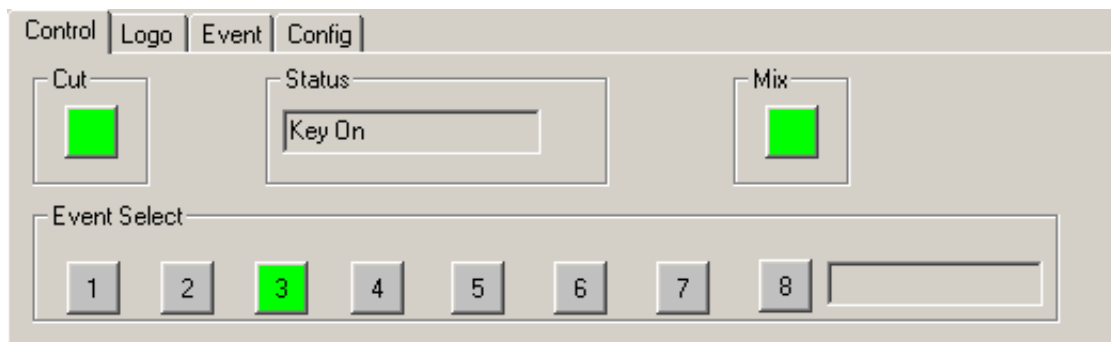 Control Logo Event Config
Cut Status Mix
Key On
Event Select
1 2 3 4 5 6 7 8